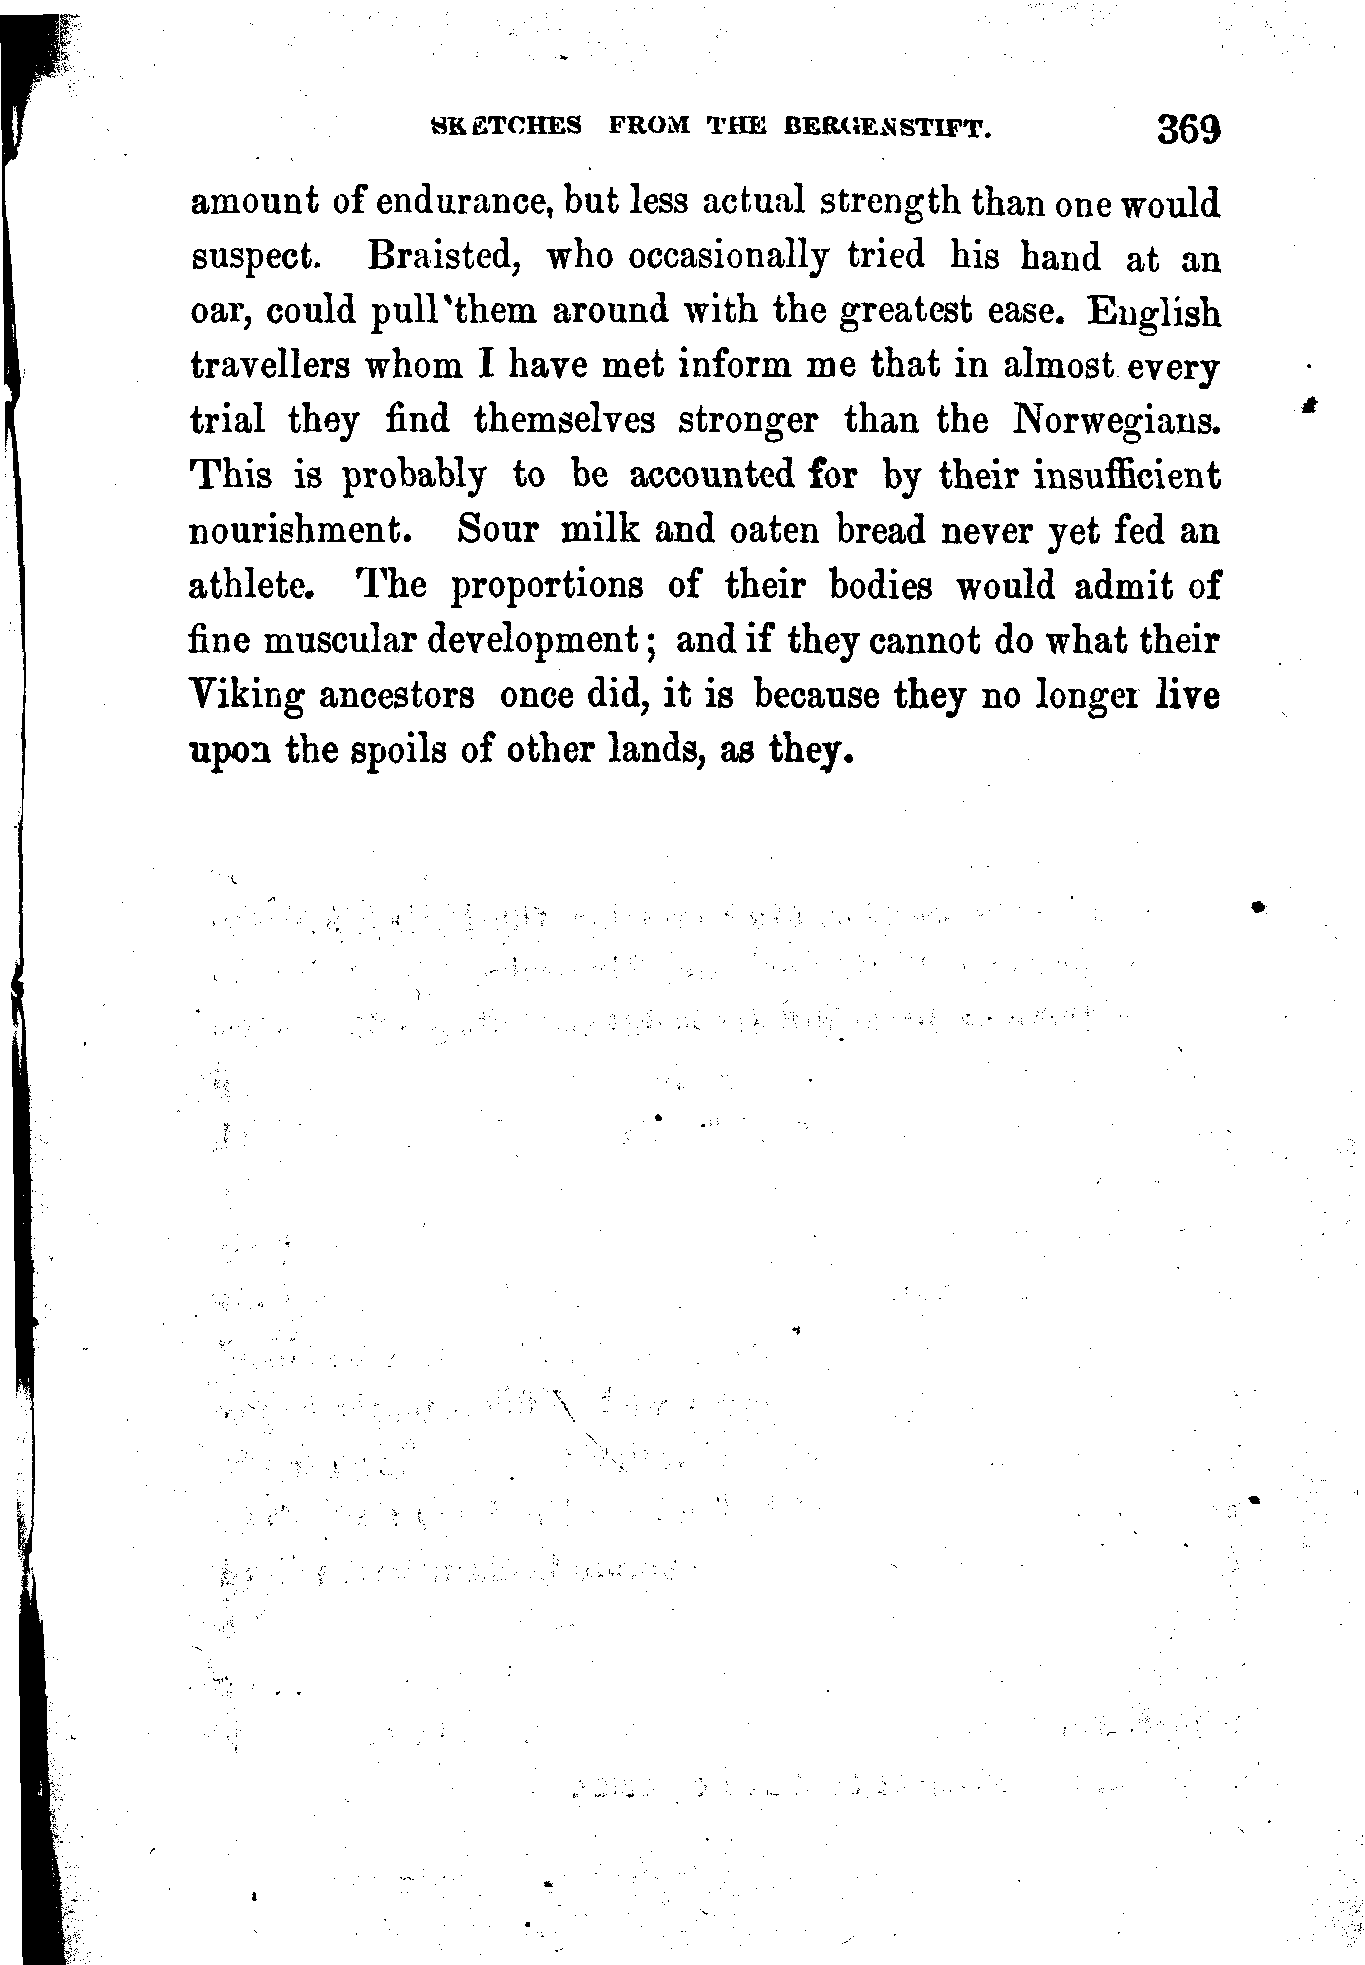 SKETCHES FROM THE BERGENSTIFT. 369
amount of endurance, but less actual strength than one would
suspect. Braisted, who occasionally tried his hand at an
oar, could pull them around with the greatest ease. English
travellers whom I have met inform me that in almost every
trial they find themselves stronger than the Norwegians.
This is probably to be accounted for by their insufficient
nourishment. Sour milk and oaten bread never yet fed an
athlete. The proportions of their bodies would admit of
fine muscular development; and if they cannot do what their
Viking ancestors once did, it is because they no longer live
upon the spoils of other lands, as they.